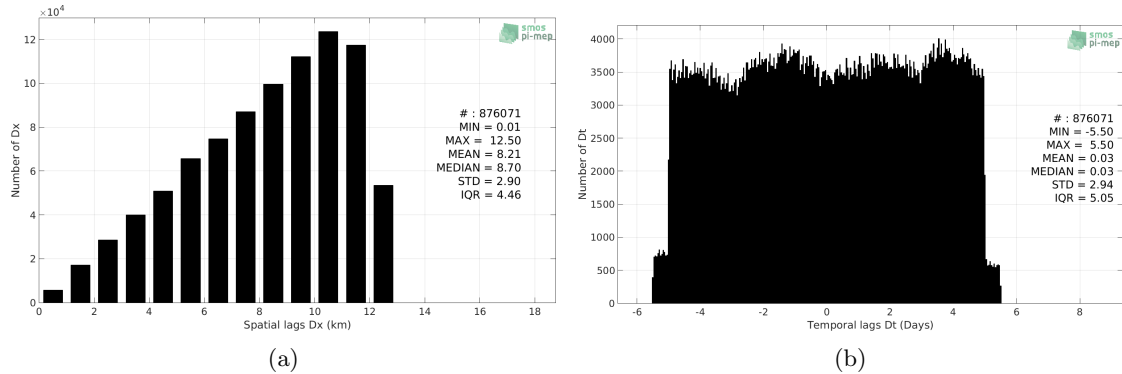 ×10⁴
12
10
8
6
4
2
0
Number of Dx
0 2 4 6 8 10 12 14 16 18
Spatial lags Dx (km)
smos
pi-mep
# : 876071
MIN = 0.01
MAX = 12.50
MEAN = 8.21
MEDIAN = 8.70
STD = 2.90
IQR = 4.46
(a)
4000
3500
3000
2500
2000
1500
1000
500
0
Number of Dt
-6 -4 -2 0 2 4 6 8
Temporal lags Dt (Days)
smos
pi-mep
# : 876071
MIN = -5.50
MAX = 5.50
MEAN = 0.03
MEDIAN = 0.03
STD = 2.94
IQR = 5.05
(b)